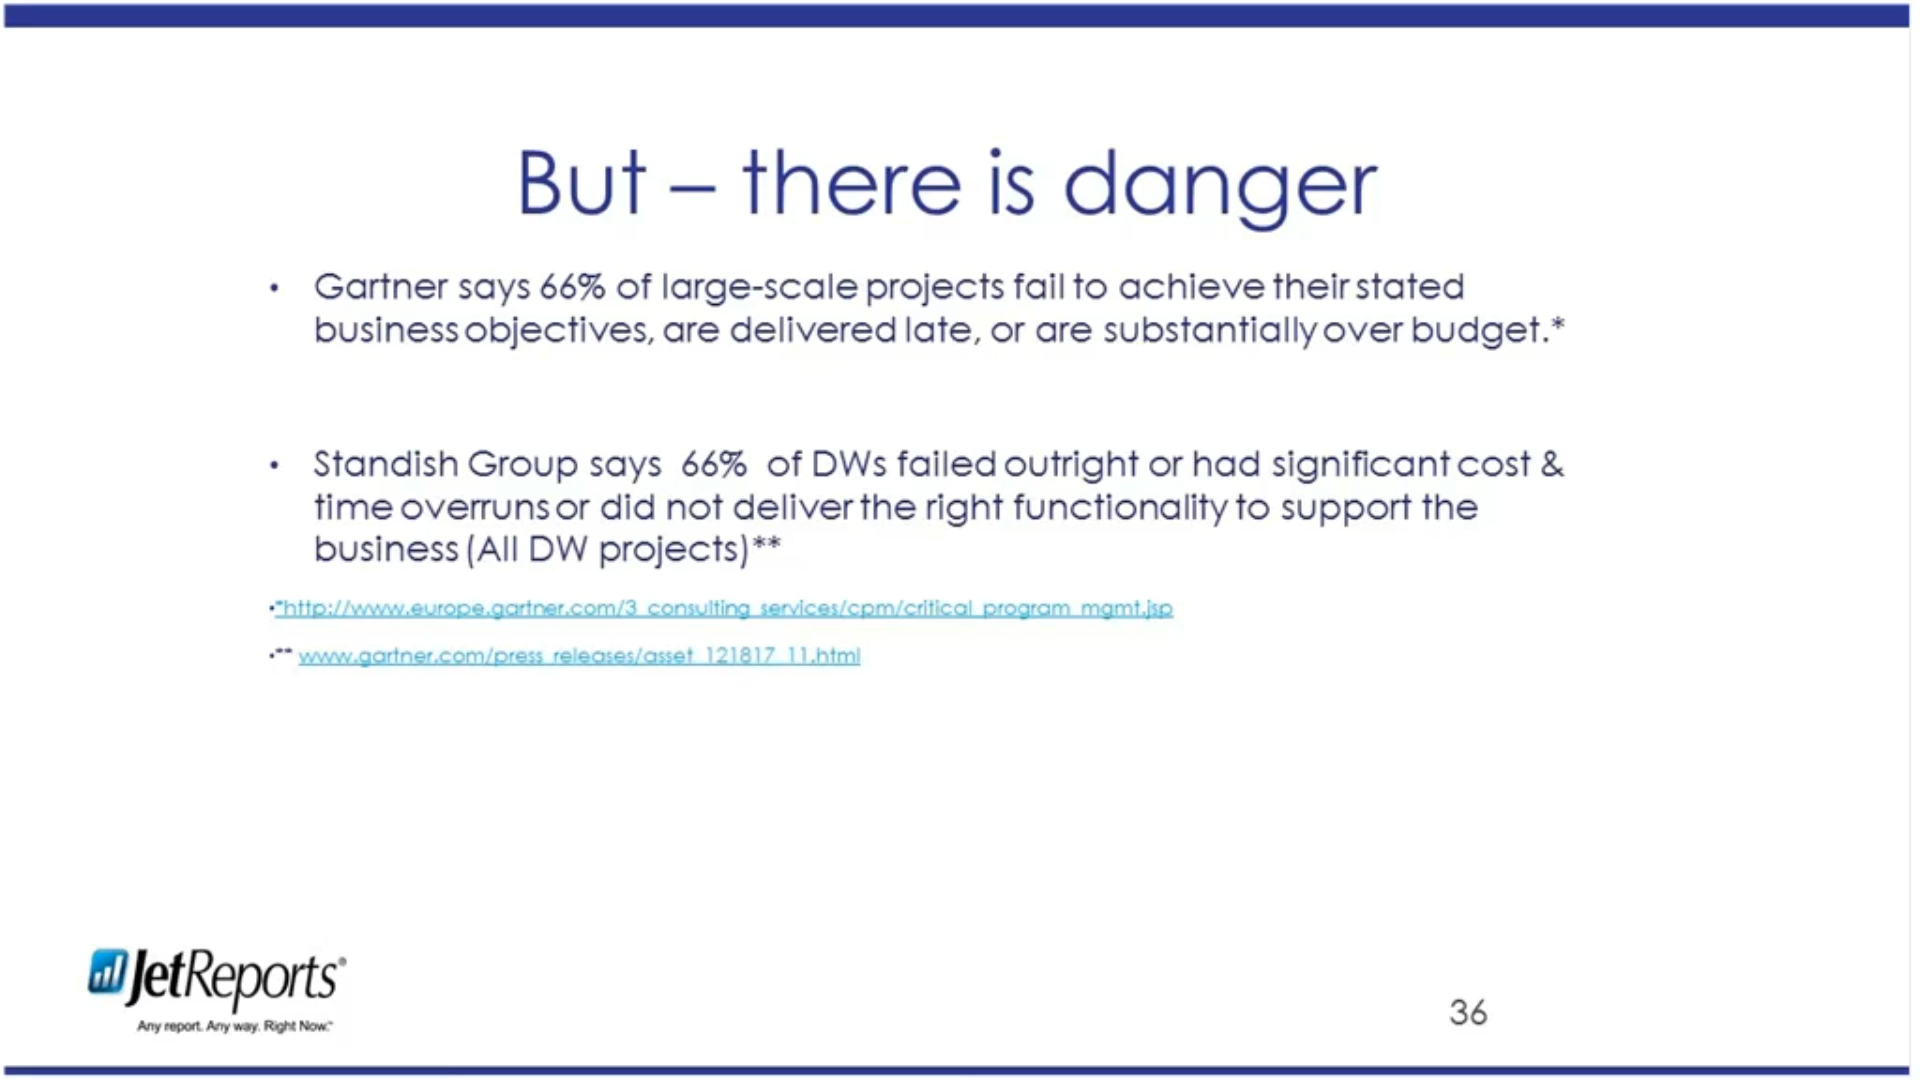 But – there is danger
• Gartner says 66% of large-scale projects fail to achieve their stated
business objectives, are delivered late, or are substantially over budget.*
• Standish Group says 66% of DWs failed outright or had significant cost &
time overruns or did not deliver the right functionality to support the
business (All DW projects)**
•*http://www.europe.gartner.com/3_consulting_services/cpm/critical_program_mgmt.jsp
•** www.gartner.com/press_releases/asset_121817_11.html
JetReports®
Any report. Any way. Right Now.™
36